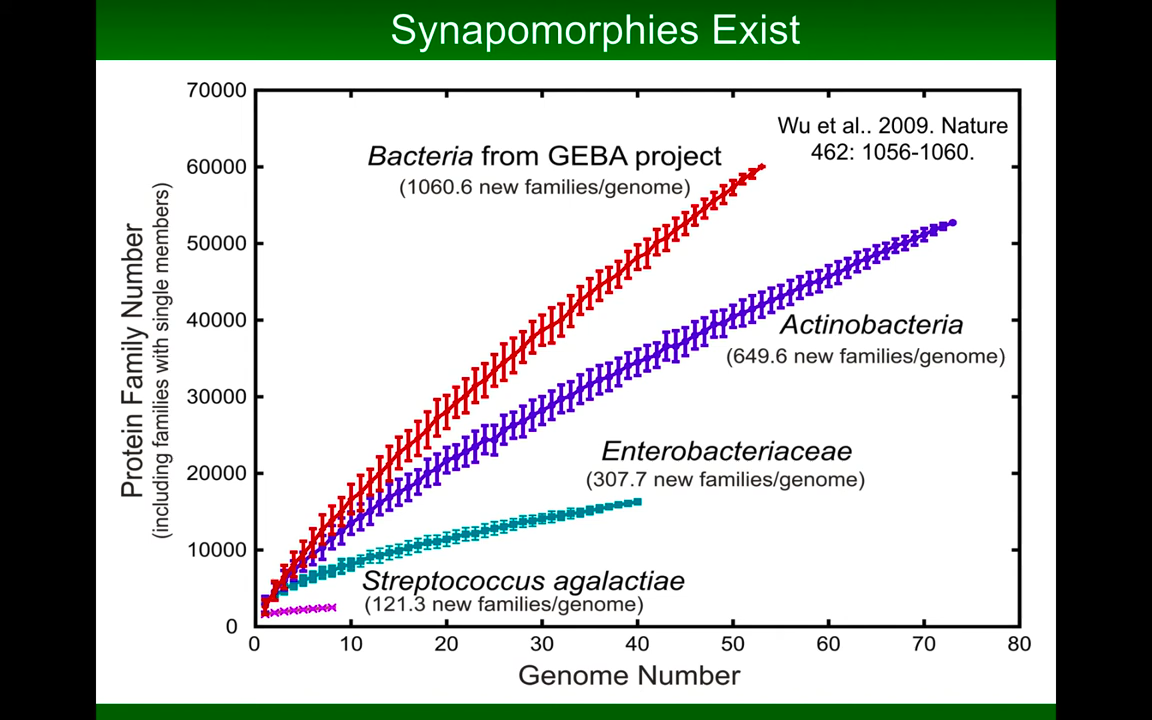 Synapomorphies Exist
70000
60000
50000
40000
30000
20000
10000
0
Protein Family Number
(including families with single members)
Wu et al.. 2009. Nature
462: 1056-1060.
Bacteria from GEBA project
(1060.6 new families/genome)
Actinobacteria
(649.6 new families/genome)
Enterobacteriaceae
(307.7 new families/genome)
Streptococcus agalactiae
(121.3 new families/genome)
0 10 20 30 40 50 60 70 80
Genome Number